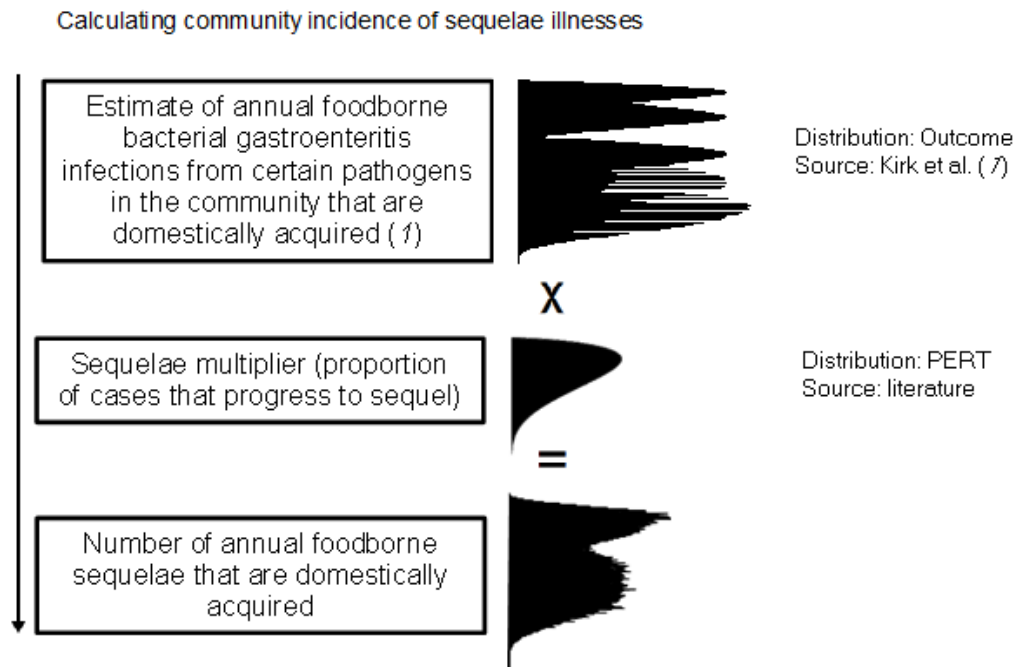 Calculating community incidence of sequelae illnesses
Estimate of annual foodborne
bacterial gastroenteritis
infections from certain pathogens
in the community that are
domestically acquired (1)
Distribution: Outcome
Source: Kirk et al. (7)
X
Sequelae multiplier (proportion
of cases that progress to sequel)
Distribution: PERT
Source: literature
=
Number of annual foodborne
sequelae that are domestically
acquired